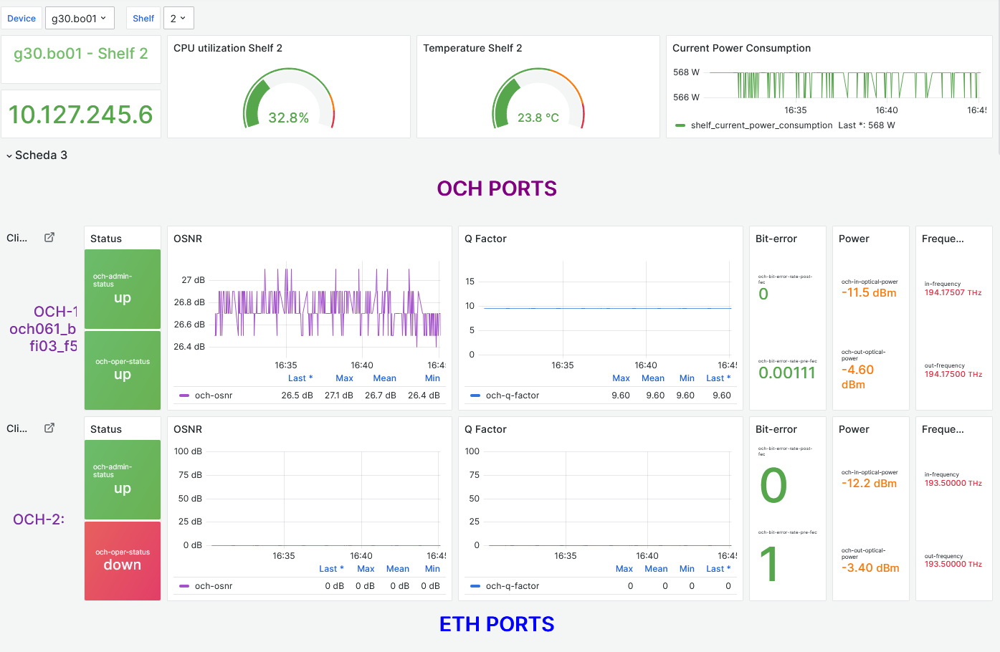 Device g30.bo01 Shelf 2
g30.bo01 - Shelf 2
10.127.245.6
CPU utilization Shelf 2
32.8%
Temperature Shelf 2
23.8 °C
Current Power Consumption
568 W
566 W
16:35 16:40 16:45
shelf_current_power_consumption Last *: 568 W
Scheda 3
OCH PORTS
Cli...
OCH-1
och061_b
fi03_f5
Status
och-admin-
status
up
och-oper-status
up
OSNR
27 dB
26.8 dB
26.6 dB
26.4 dB
16:35 16:40 16:45
Last * Max Mean Min
och-osnr 26.5 dB 27.1 dB 26.7 dB 26.4 dB
Q Factor
15
10
5
0
16:35 16:40 16:45
Max Mean Min Last *
och-q-factor 9.60 9.60 9.60 9.60
Bit-error
och-bit-error-rate-post-
fec
0
och-bit-error-rate-pre-fec
0.00111
Power
och-in-optical-power
-11.5 dBm
och-out-optical-
power
-4.60
dBm
Freque...
in-frequency
194.17507 THz
out-frequency
194.17500 THz
Cli...
OCH-2:
Status
och-admin-
status
up
och-oper-status
down
OSNR
100 dB
75 dB
50 dB
25 dB
0 dB
16:35 16:40 16:45
Last * Max Mean Min
och-osnr 0 dB 0 dB 0 dB 0 dB
Q Factor
100
75
50
25
0
16:35 16:40 16:45
Max Mean Min Last *
och-q-factor 0 0 0 0
Bit-error
och-bit-error-rate-post-
fec
0
och-bit-error-rate-pre-fec
1
Power
och-in-optical-power
-12.2 dBm
och-out-optical-
power
-3.40 dBm
Freque...
in-frequency
193.50000 THz
out-frequency
193.50000 THz
ETH PORTS